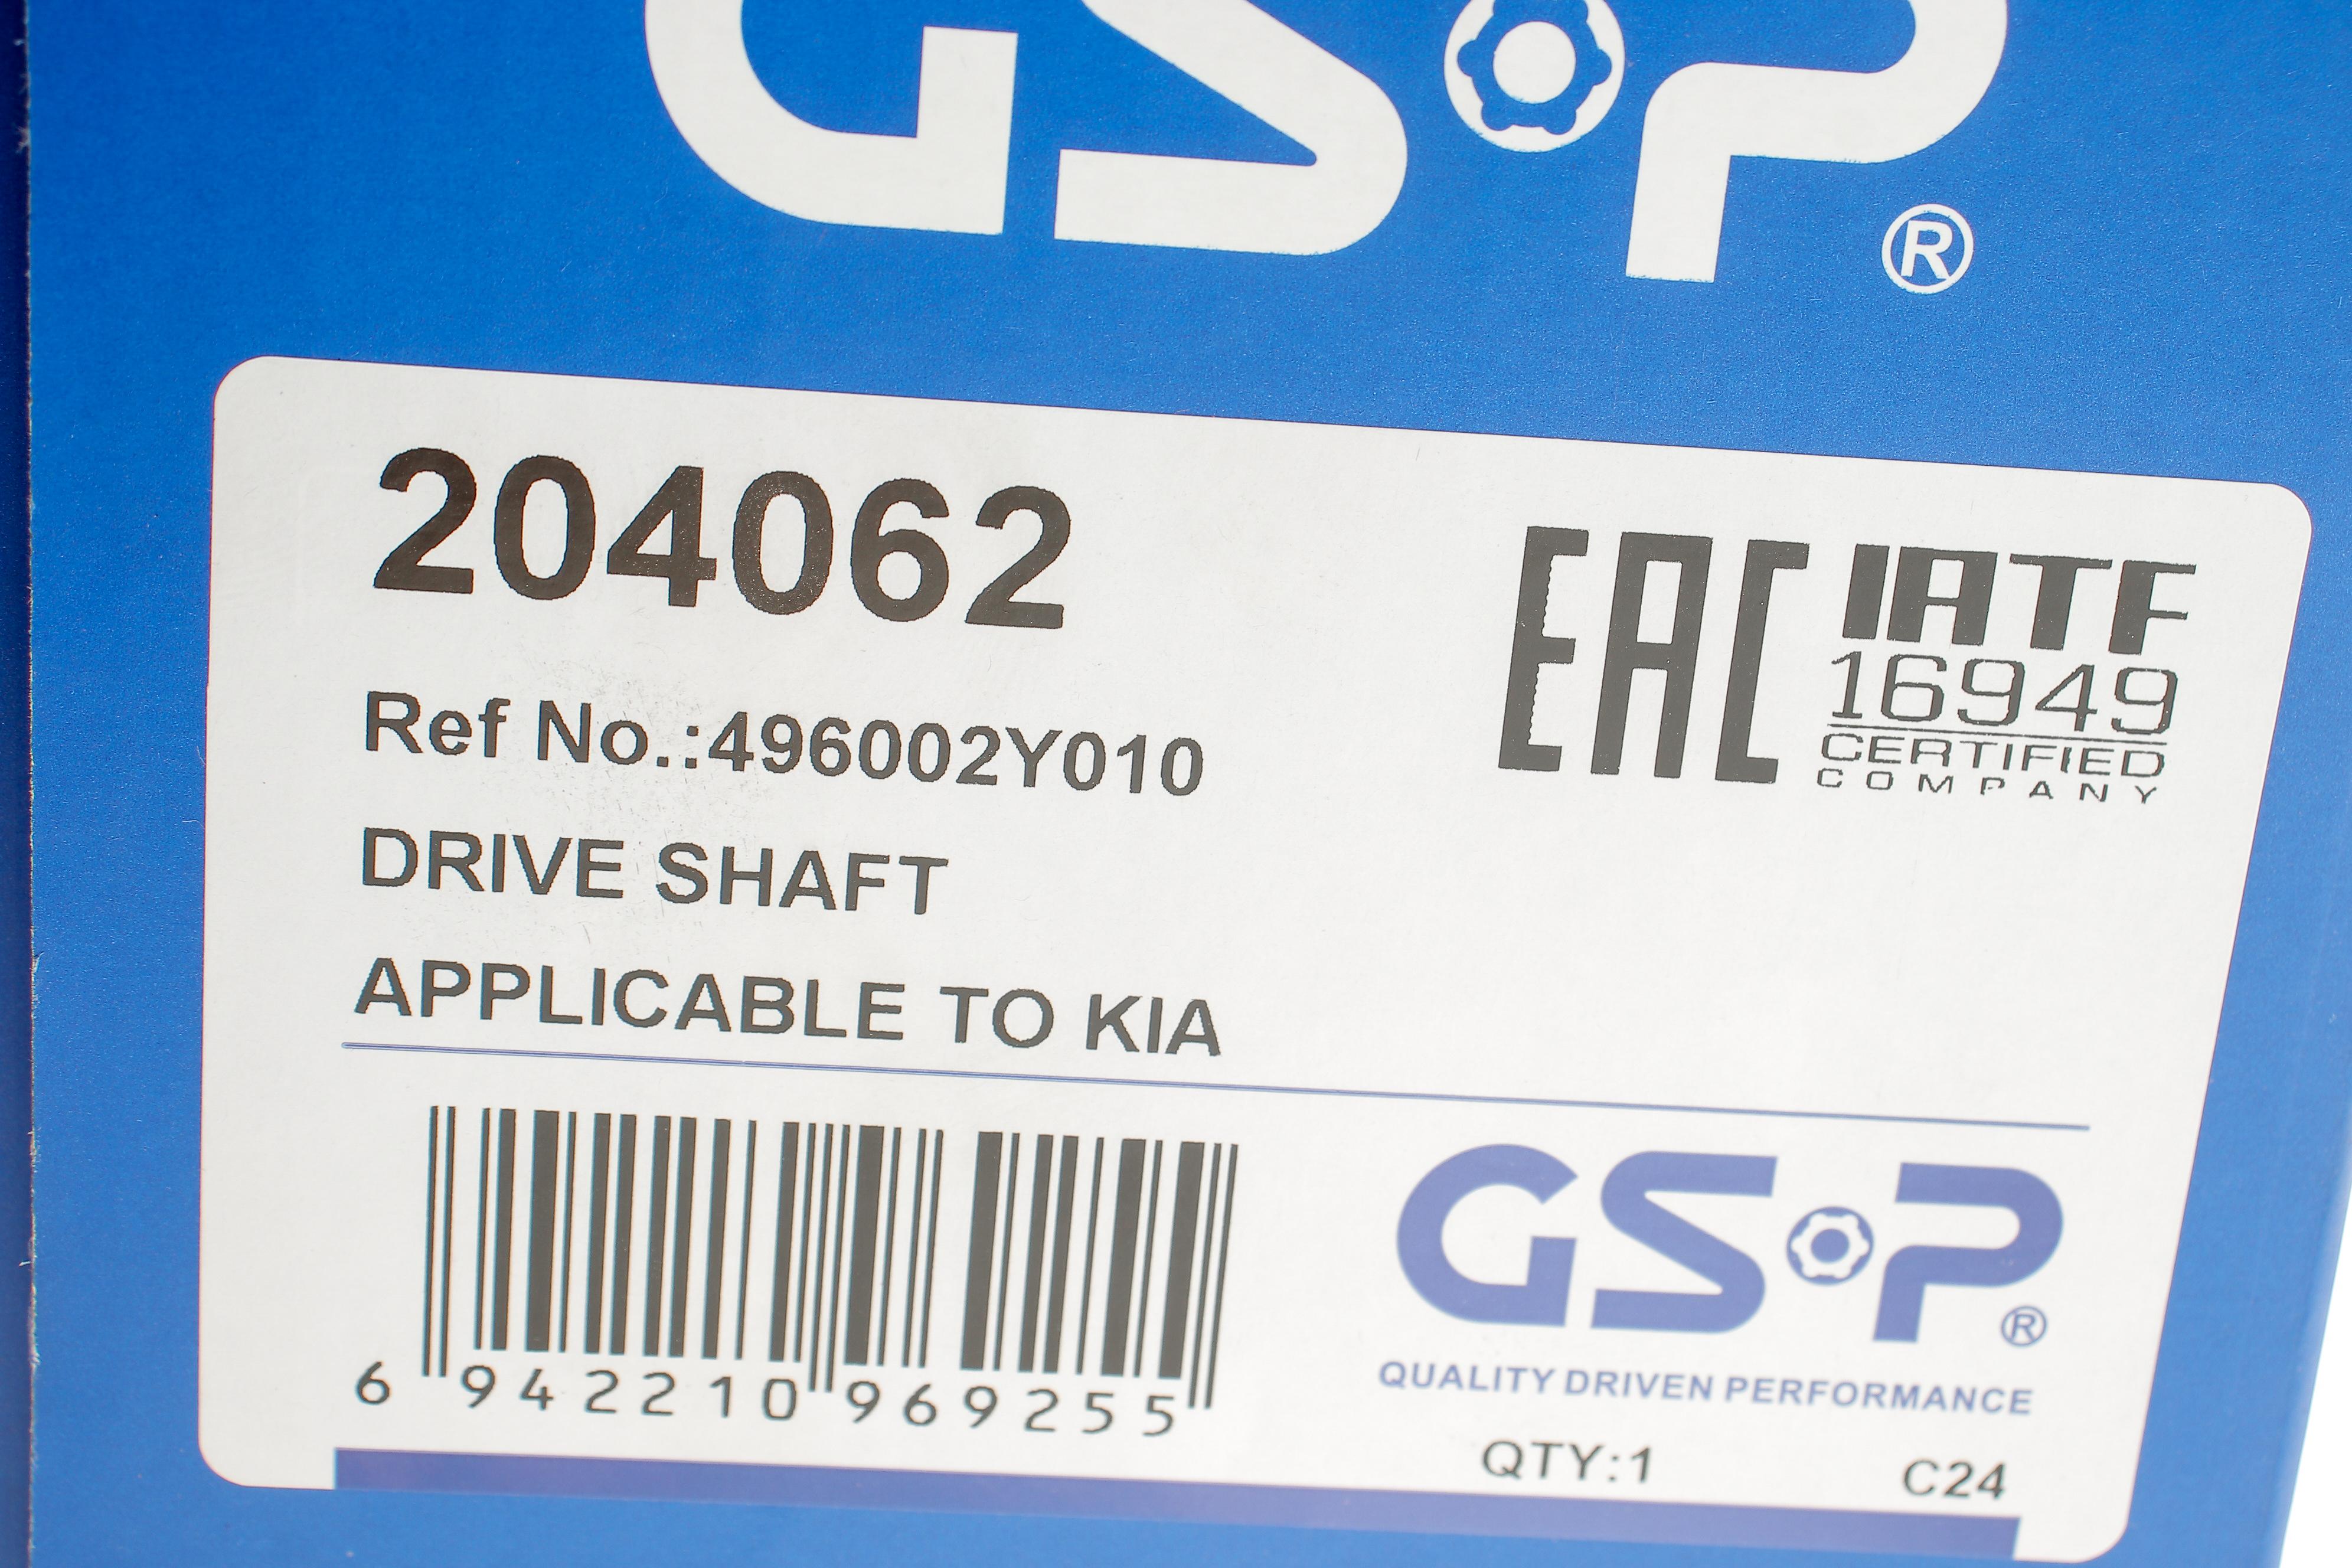 GSP
®
204062
Ref No.:496002Y010
DRIVE SHAFT
APPLICABLE TO KIA
EAC
IATF
16949
CERTIFIED
COMPANY
6 942210 969255
GSP
®
QUALITY DRIVEN PERFORMANCE
QTY:1
C24